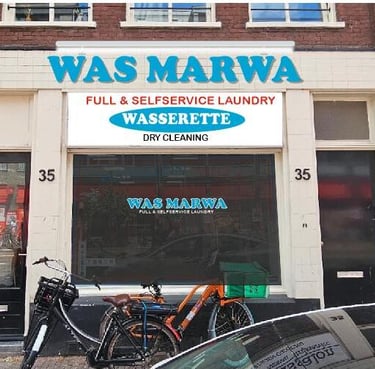 WAS MARWA
FULL & SELFSERVICE LAUNDRY
WASSERETTE
DRY CLEANING
35
35
WAS MARWA
FULL & SELFSERVICE LAUNDRY